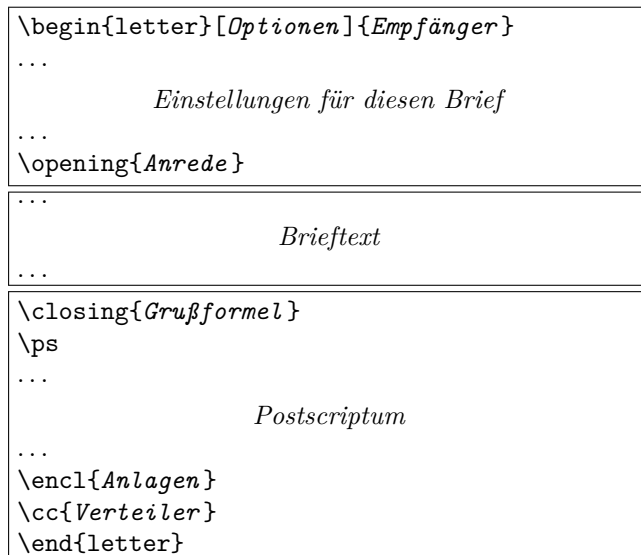 \begin{letter}[Optionen]{Empfänger}
...
Einstellungen für diesen Brief
...
\opening{Anrede}
...
Brieftext
...
\closing{Grußformel}
\ps
...
Postscriptum
...
\encl{Anlagen}
\cc{Verteiler}
\end{letter}